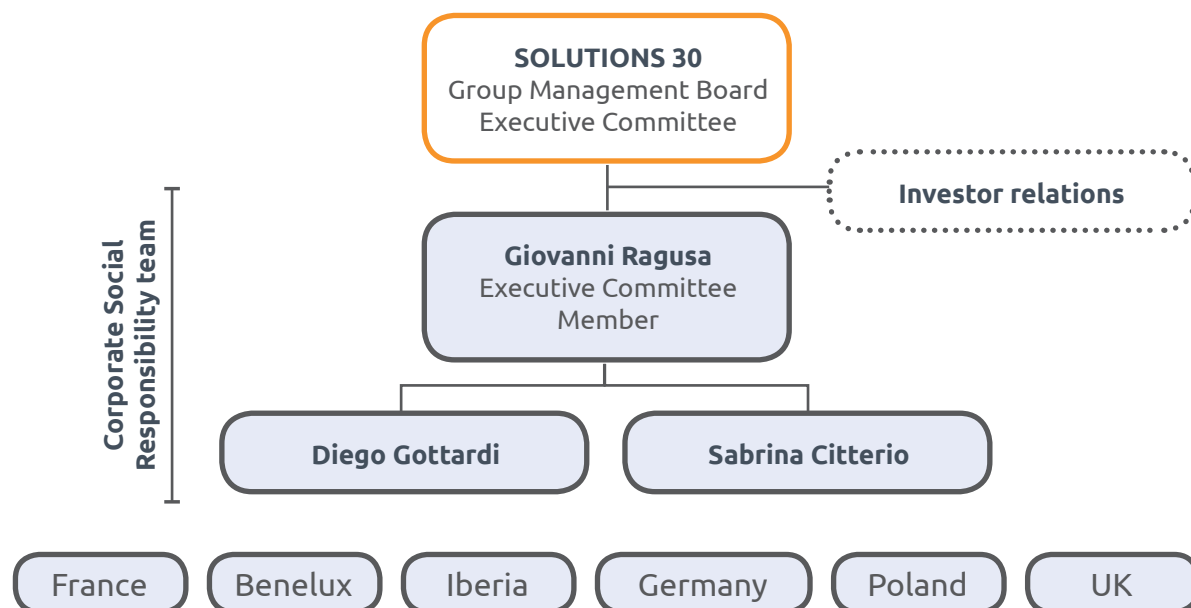 SOLUTIONS 30
Group Management Board
Executive Committee
Investor relations
Giovanni Ragusa
Executive Committee
Member
Corporate Social
Responsibility team
Diego Gottardi
Sabrina Citterio
France
Benelux
Iberia
Germany
Poland
UK